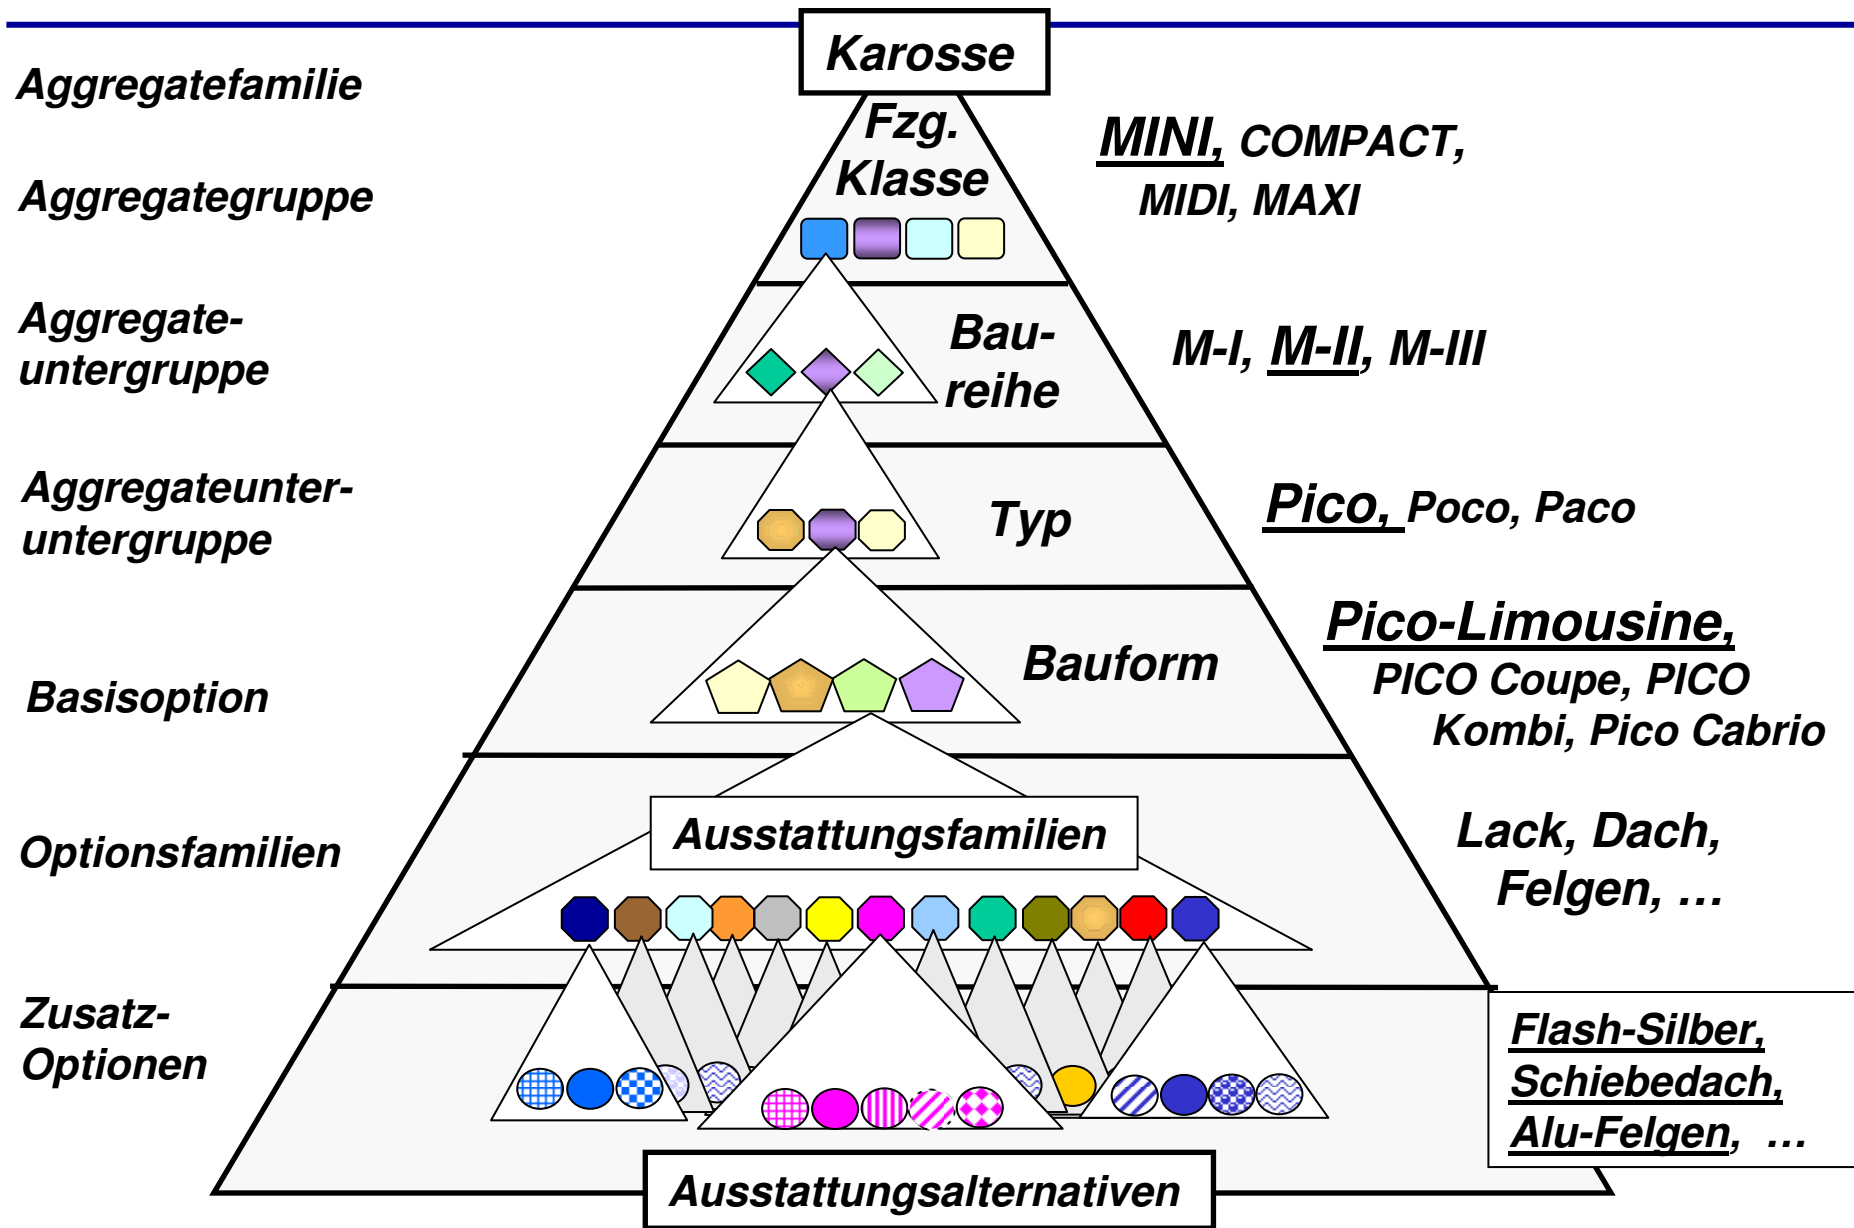 Karosse
Aggregatefamilie
Fzg.
Klasse
MINI, COMPACT,
MIDI, MAXI
Aggregategruppe
Aggregate-
untergruppe
Bau-
reihe
M-I, M-II, M-III
Aggregateunter-
untergruppe
Typ
Pico, Poco, Paco
Basisoption
Bauform
Pico-Limousine,
PICO Coupe, PICO
Kombi, Pico Cabrio
Optionsfamilien
Ausstattungsfamilien
Lack, Dach,
Felgen, ...
Zusatz-
Optionen
Flash-Silber,
Schiebedach,
Alu-Felgen, ...
Ausstattungsalternativen